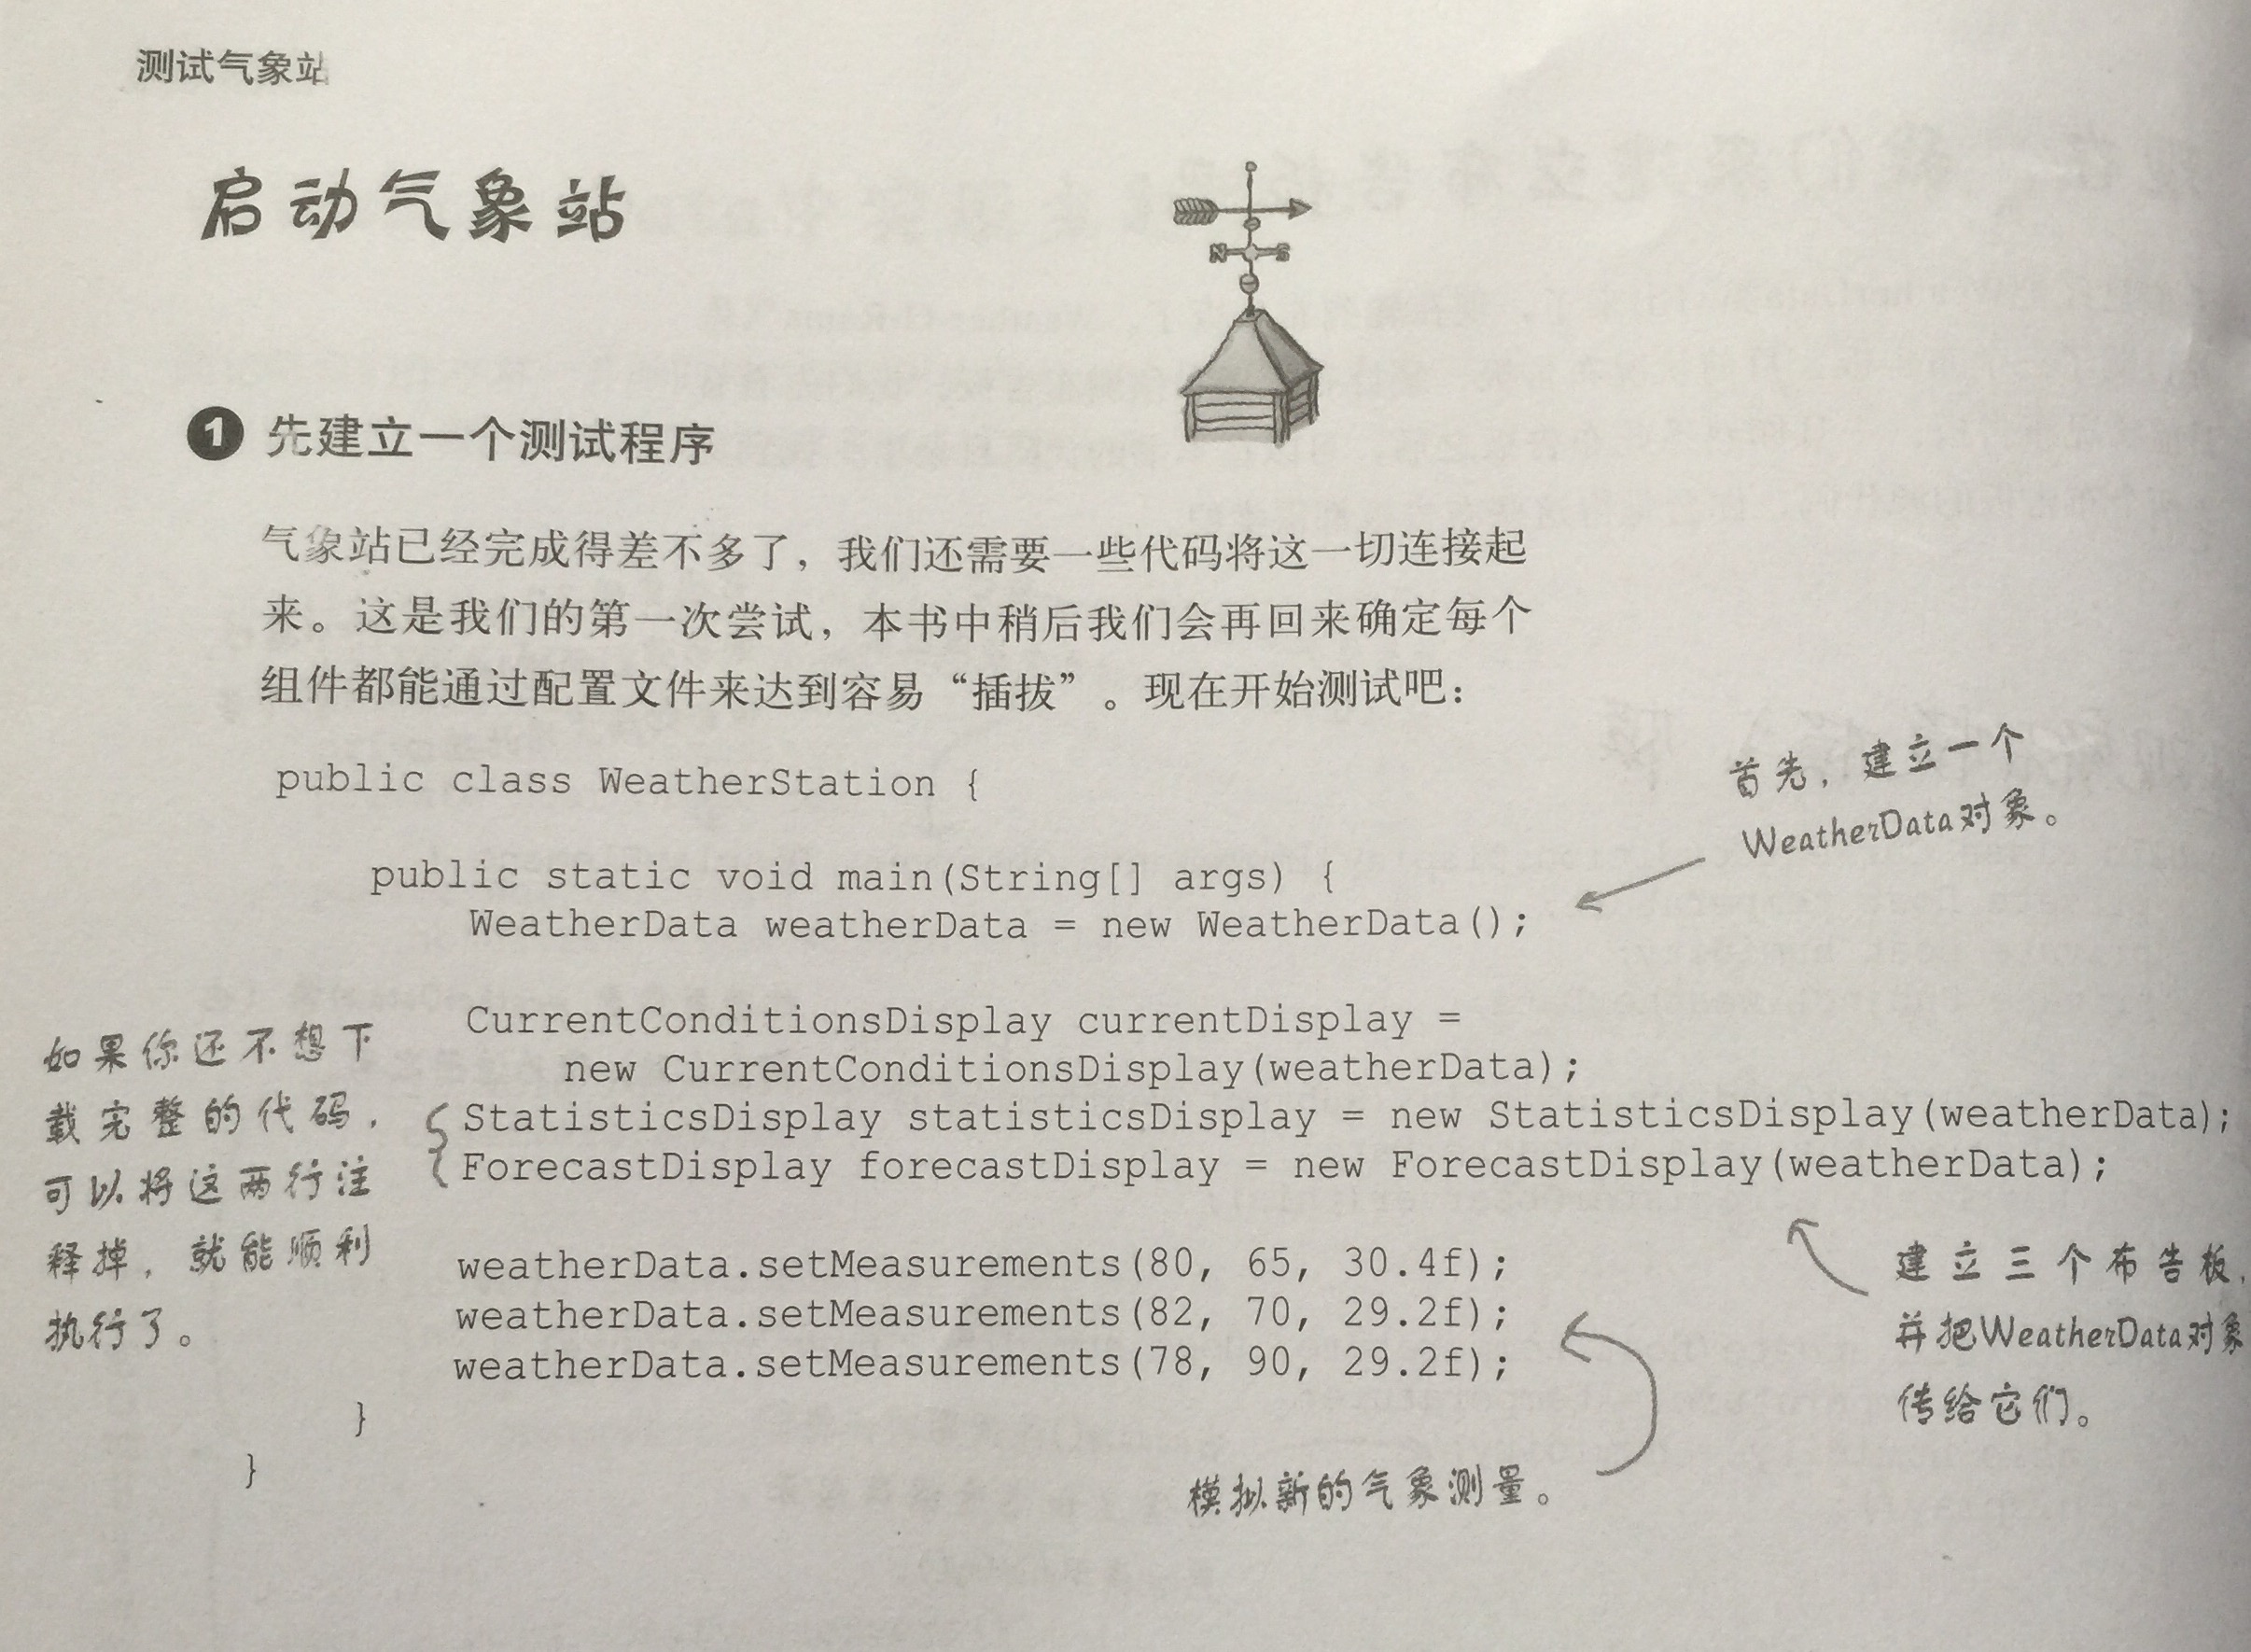 测试气象站
启动气象站
N S
1 先建立一个测试程序
气象站已经完成得差不多了，我们还需要一些代码将这一切连接起
来。这是我们的第一次尝试，本书中稍后我们会再回来确定每个
组件都能通过配置文件来达到容易“插拔”。现在开始测试吧：
public class WeatherStation {
首先，建立一个
WeatherData对象。
public static void main(String[] args) {
WeatherData weatherData = new WeatherData();
CurrentConditionsDisplay currentDisplay =
new CurrentConditionsDisplay(weatherData);
StatisticsDisplay statisticsDisplay = new StatisticsDisplay(weatherData);
ForecastDisplay forecastDisplay = new ForecastDisplay(weatherData);
如果你还不想下
载完整的代码，
可以将这两行注
释掉，就能顺利
执行了。
weatherData.setMeasurements(80, 65, 30.4f);
weatherData.setMeasurements(82, 70, 29.2f);
weatherData.setMeasurements(78, 90, 29.2f);
建立三个布告板，
并把WeatherData对象
传给它们。
}
}
模拟新的气象测量。